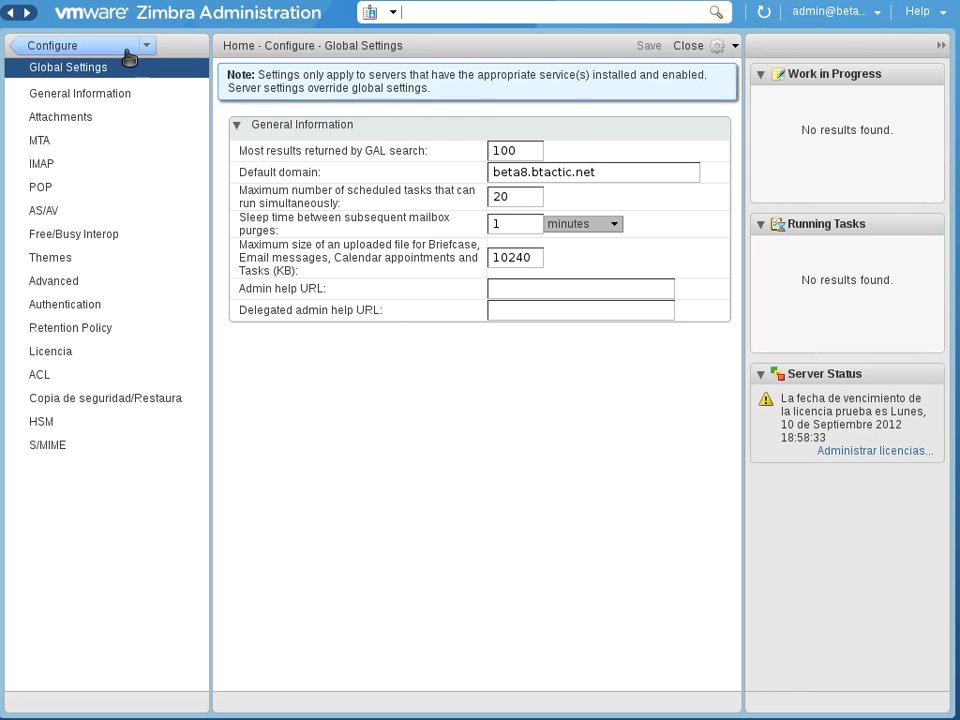 vmware Zimbra Administration
admin@beta...
Help
Configure
Global Settings
General Information
Attachments
MTA
IMAP
POP
AS/AV
Free/Busy Interop
Themes
Advanced
Authentication
Retention Policy
Licencia
ACL
Copia de seguridad/Restaura
HSM
S/MIME
Home - Configure - Global Settings
Save
Close
Note: Settings only apply to servers that have the appropriate service(s) installed and enabled.
Server settings override global settings.
General Information
Most results returned by GAL search:
100
Default domain:
beta8.btactic.net
Maximum number of scheduled tasks that can
run simultaneously:
20
Sleep time between subsequent mailbox
purges:
1
minutes
Maximum size of an uploaded file for Briefcase,
Email messages, Calendar appointments and
Tasks (KB):
10240
Admin help URL:
Delegated admin help URL:
Work in Progress
No results found.
Running Tasks
No results found.
Server Status
La fecha de vencimiento de
la licencia prueba es Lunes,
10 de Septiembre 2012
18:58:33
Administrar licencias...